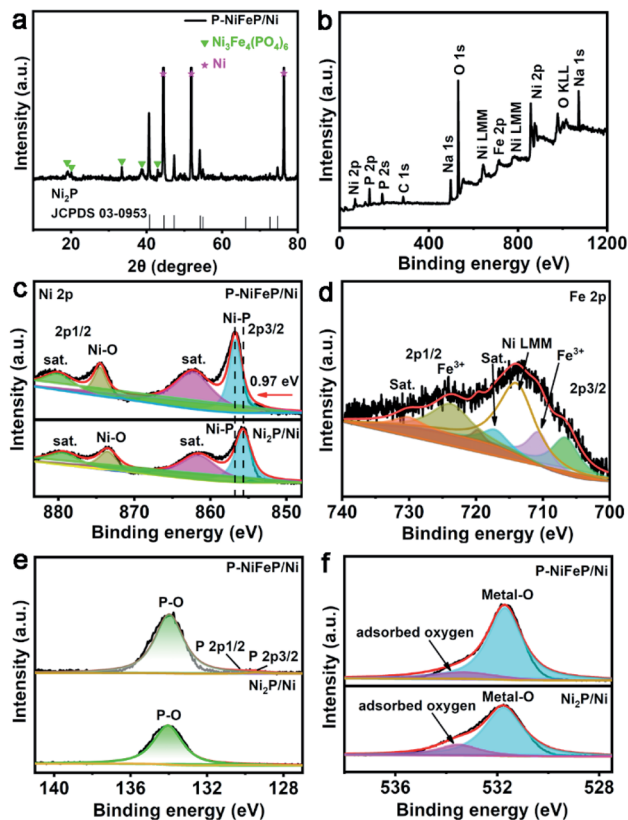 a
P-NiFeP/Ni
Ni₃Fe₄(PO₄)₆
Ni
Intensity (a.u.)
Ni₂P
JCPDS 03-0953
20 40 60 80
2θ (degree)
b
Intensity (a.u.)
Ni 2p
P 2p
P 2s
C 1s
Na 1s
O 1s
Ni LMM
Fe 2p
Ni LMM
Ni 2p
O KLL
Na 1s
0 400 800 1200
Binding energy (eV)
c
Ni 2p
P-NiFeP/Ni
2p1/2
Ni-P
2p3/2
sat.
Ni-O
sat.
0.97 eV
Ni-P
Ni₂P/Ni
sat.
Ni-O
sat.
Intensity (a.u.)
880 870 860 850
Binding energy (eV)
d
Fe 2p
Ni LMM
2p1/2
Sat.
Fe³⁺
Fe³⁺
Sat.
2p3/2
Intensity (a.u.)
740 730 720 710 700
Binding energy (eV)
e
P-NiFeP/Ni
P-O
P 2p1/2
P 2p3/2
Ni₂P/Ni
P-O
Intensity (a.u.)
140 136 132 128
Binding energy (eV)
f
P-NiFeP/Ni
Metal-O
adsorbed oxygen
Ni₂P/Ni
Metal-O
adsorbed oxygen
Intensity (a.u.)
536 532 528
Binding energy (eV)